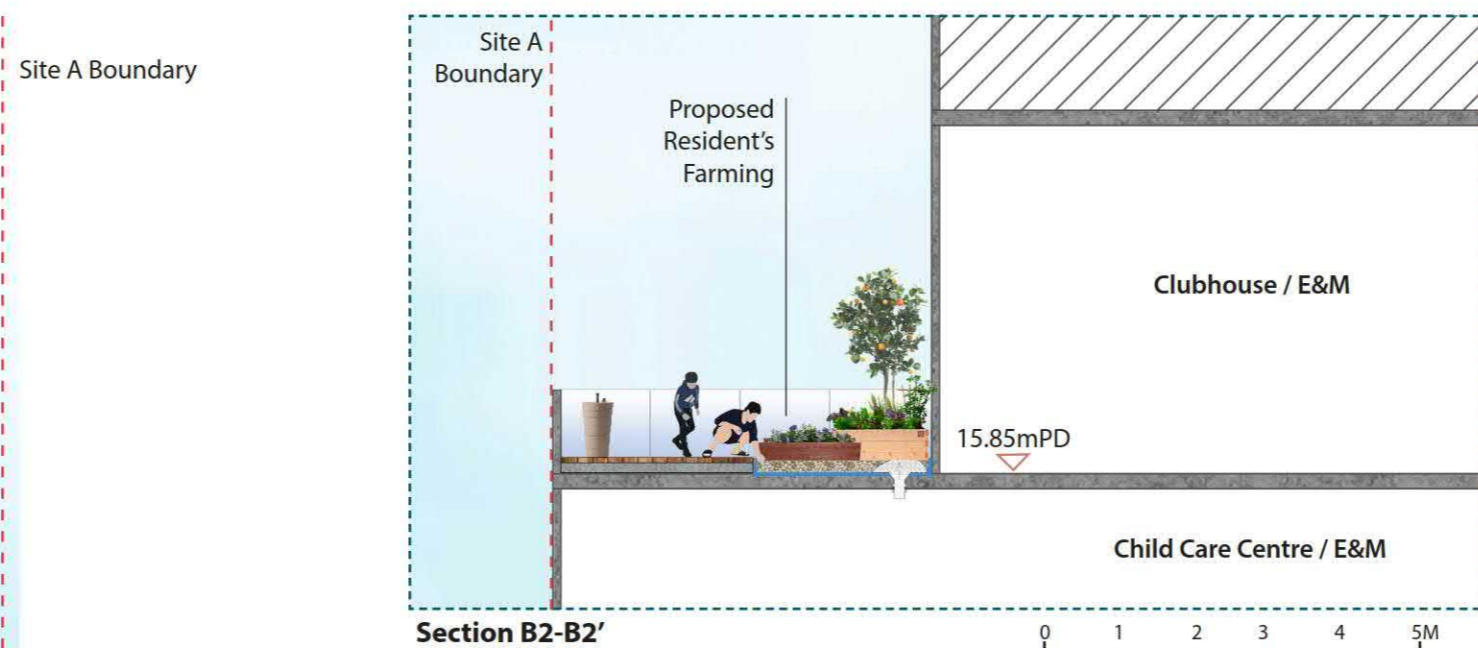 Site A Boundary
Site A
Boundary
Proposed
Resident's
Farming
Clubhouse / E&M
15.85mPD
Child Care Centre / E&M
Section B2-B2’
0 1 2 3 4 5M